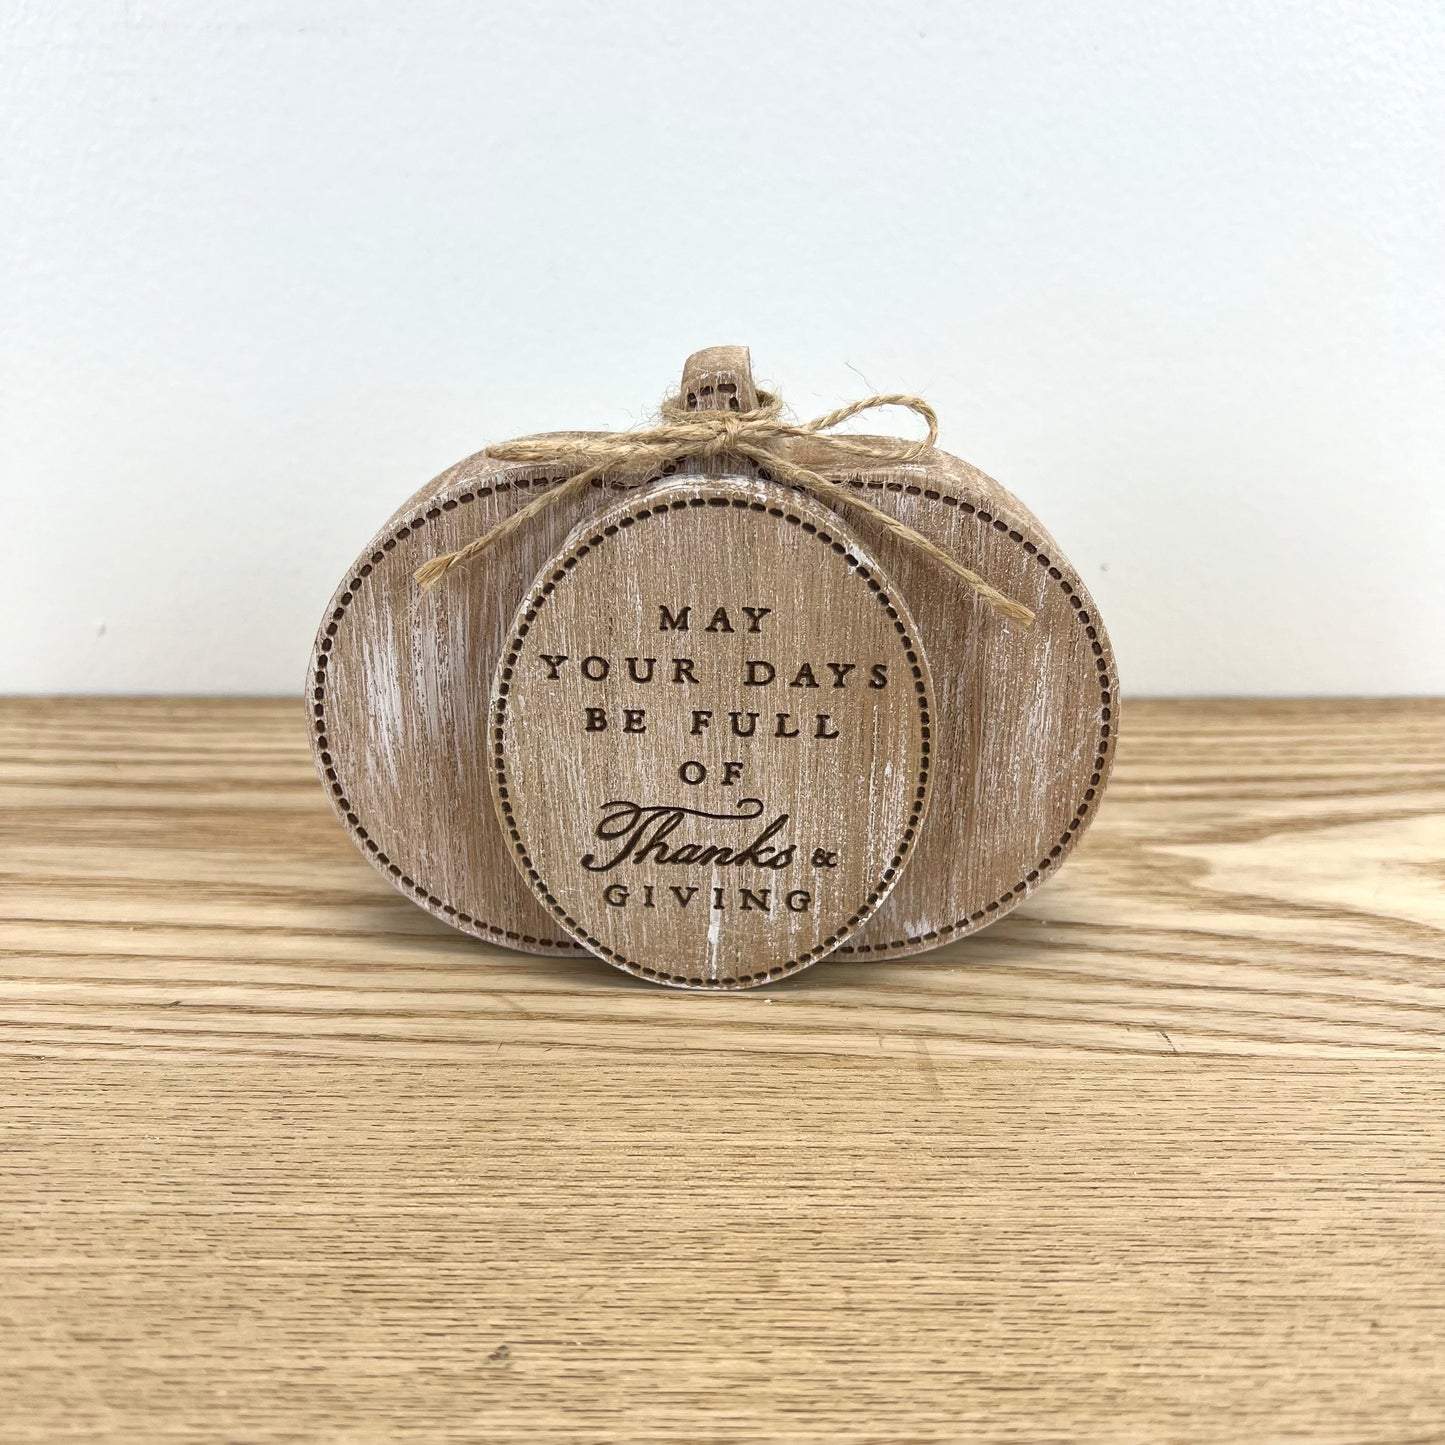 MAY
YOUR DAYS
BE FULL
OF
Thanks &
GIVING